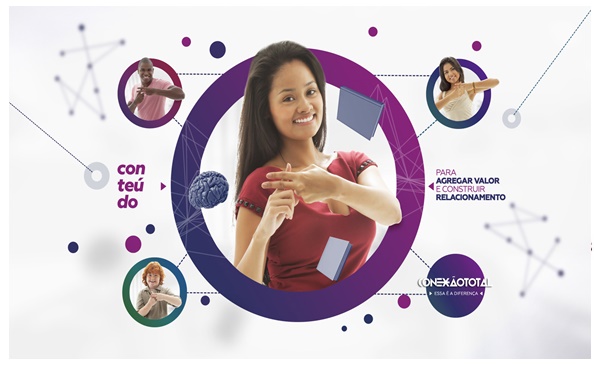 con
teú
do
PARA
AGREGAR VALOR
E CONSTRUIR
RELACIONAMENTO
CONEXÃOTOTAL
ESSA É A DIFERENÇA